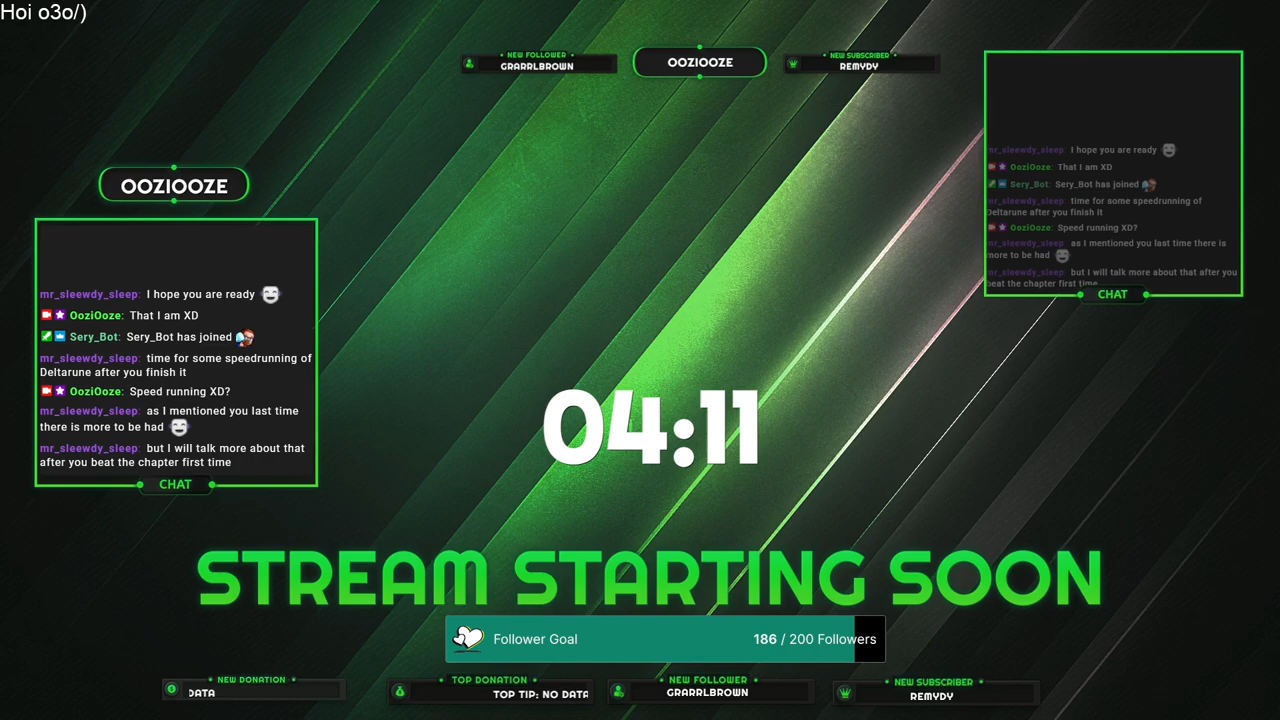 Hoi o3o/)
NEW FOLLOWER
GRARRLBROWN
OOZIOOZE
NEW SUBSCRIBER
REMYDY
OOZIOOZE
mr_sleewdy_sleep: I hope you are ready
OoziOoze: That I am XD
Sery_Bot: Sery_Bot has joined
mr_sleewdy_sleep: time for some speedrunning of
Deltarune after you finish it
OoziOoze: Speed running XD?
mr_sleewdy_sleep: as I mentioned you last time
there is more to be had
mr_sleewdy_sleep: but I will talk more about that
after you beat the chapter first time
CHAT
mr_sleewdy_sleep: I hope you are ready
OoziOoze: That I am XD
Sery_Bot: Sery_Bot has joined
mr_sleewdy_sleep: time for some speedrunning of
Deltarune after you finish it
OoziOoze: Speed running XD?
mr_sleewdy_sleep: as I mentioned you last time there is
more to be had
mr_sleewdy_sleep: but I will talk more about that after you
beat the chapter first time
CHAT
04:11
STREAM STARTING SOON
Follower Goal
186 / 200 Followers
NEW DONATION
DATA
TOP DONATION
TOP TIP: NO DATA
NEW FOLLOWER
GRARRLBROWN
NEW SUBSCRIBER
REMYDY